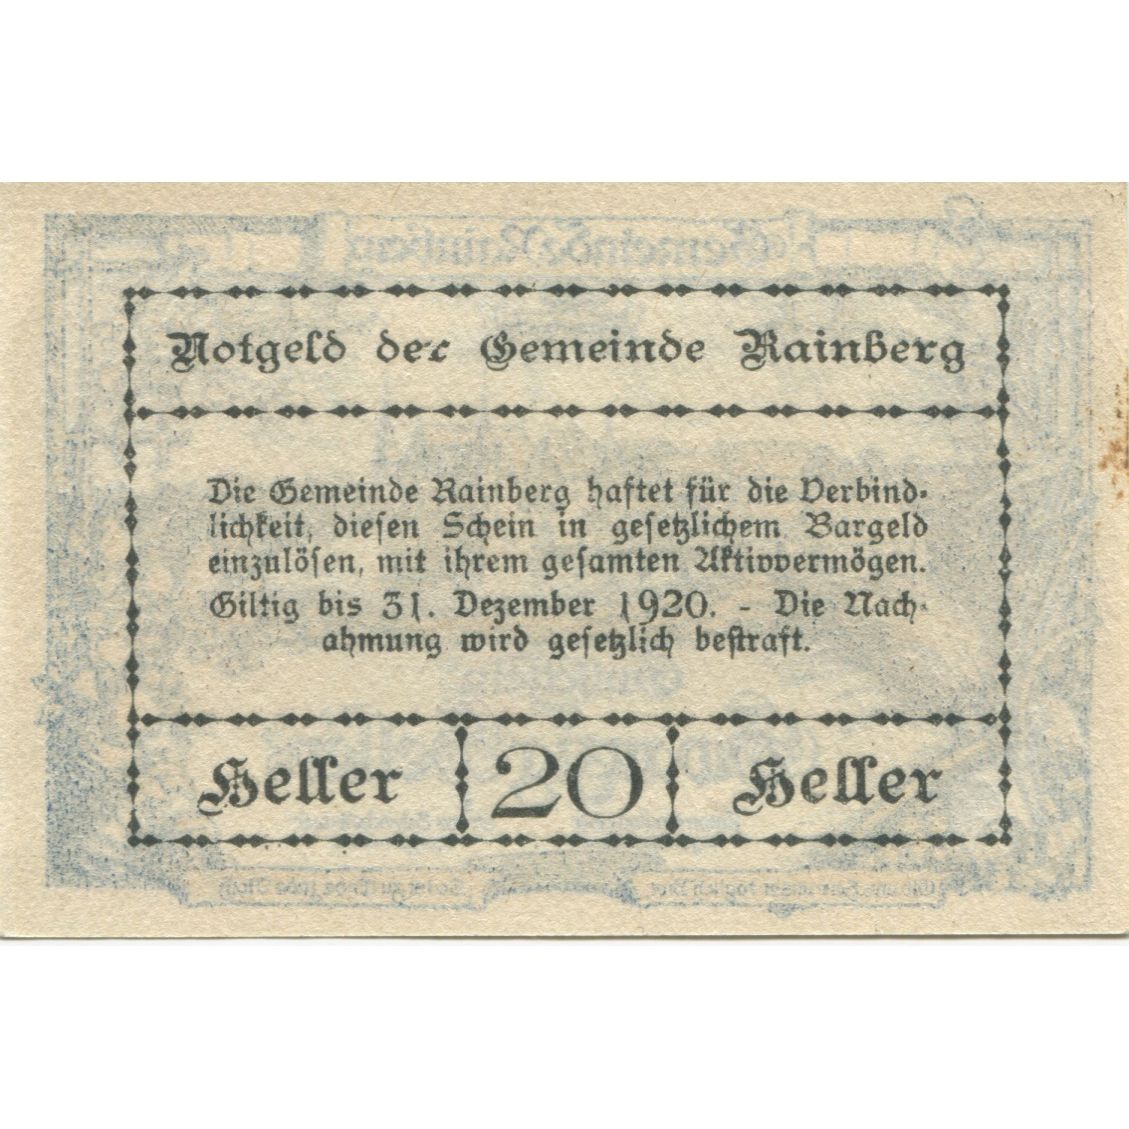 Notgeld der Gemeinde Rainberg
Die Gemeinde Rainberg haftet für die Verbind-
lichkeit, diesen Schein in gesetzlichem Bargeld
einzulösen, mit ihrem gesamten Aktivvermögen.
Giltig bis 31. Dezember 1920. - Die Nach-
ahmung wird gesetzlich bestraft.
Heller 20 Heller